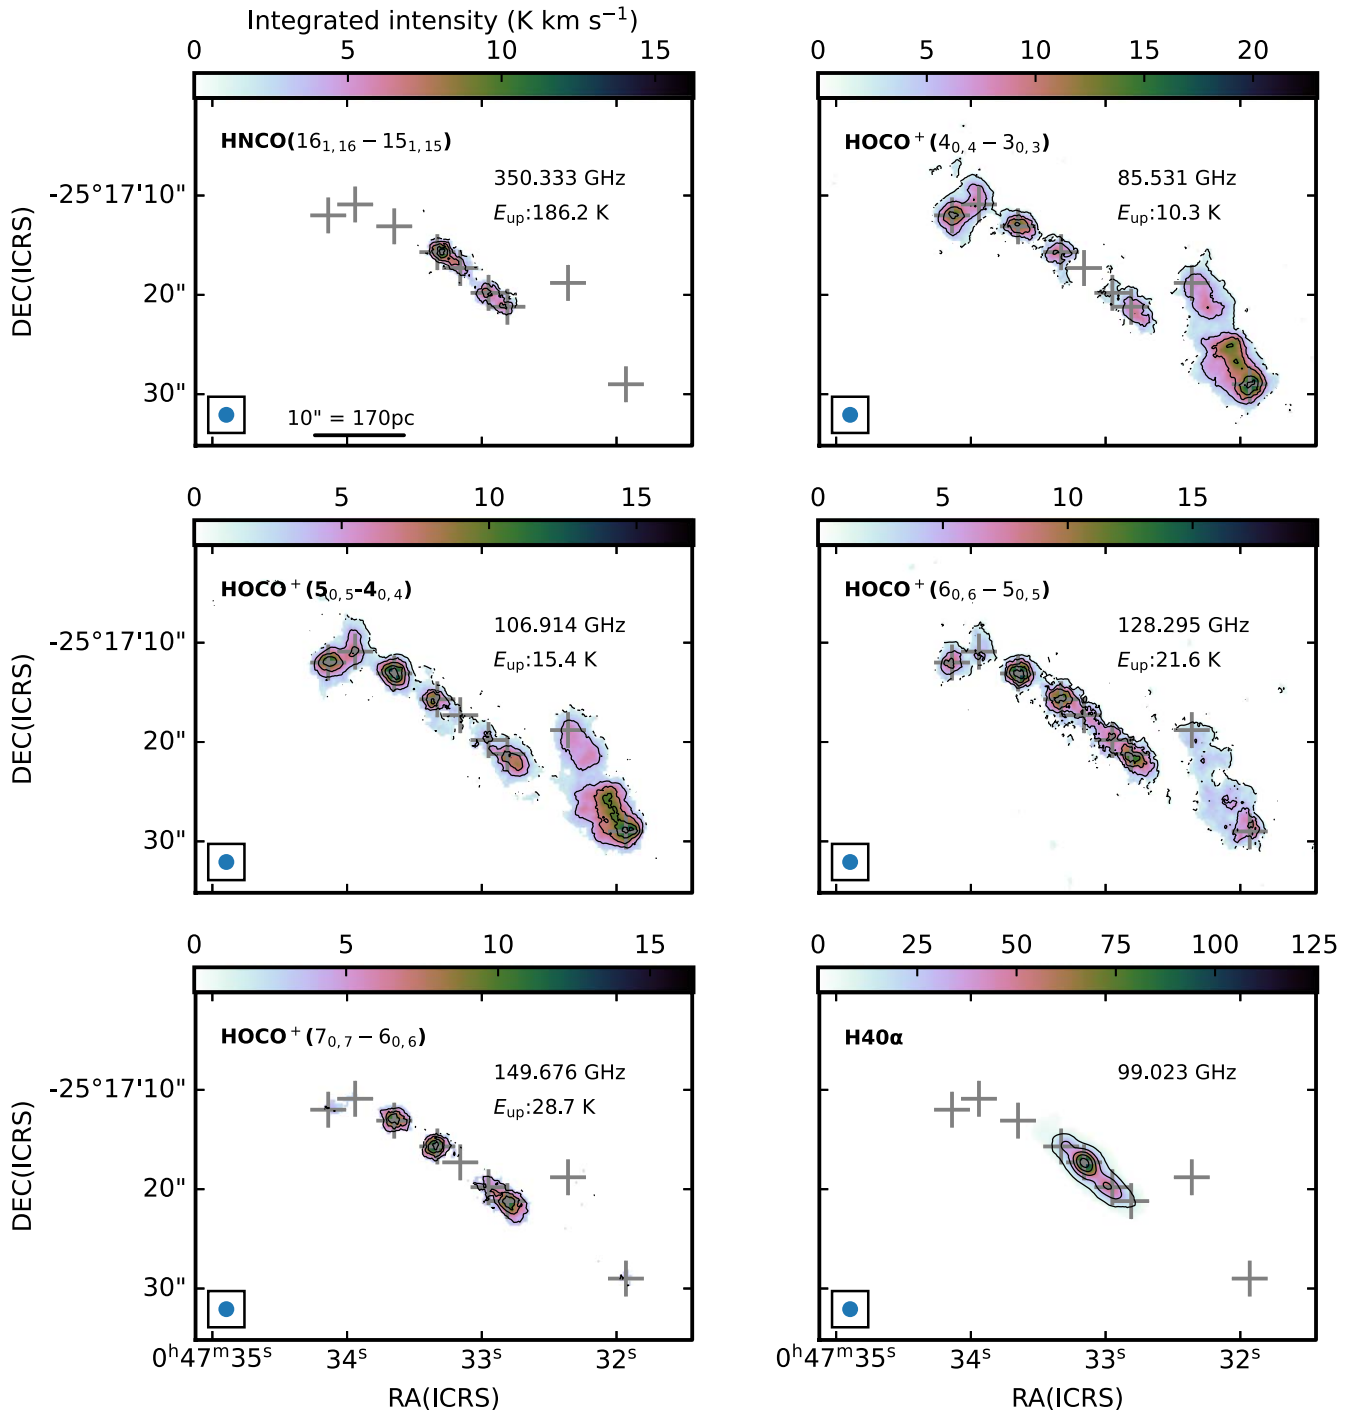 Integrated intensity (K km s⁻¹)
0 5 10 15
0 5 10 15 20
HNCO(16₁,₁₆ − 15₁,₁₅)
350.333 GHz
E_up:186.2 K
HOCO⁺(4₀,₄ − 3₀,₃)
85.531 GHz
E_up:10.3 K
DEC(ICRS)
-25°17'10"
20"
30"
10" = 170pc
0 5 10 15
0 5 10 15
HOCO⁺(5₀,₅-4₀,₄)
106.914 GHz
E_up:15.4 K
HOCO⁺(6₀,₆ − 5₀,₅)
128.295 GHz
E_up:21.6 K
DEC(ICRS)
-25°17'10"
20"
30"
0 5 10 15
0 25 50 75 100 125
HOCO⁺(7₀,₇ − 6₀,₆)
149.676 GHz
E_up:28.7 K
H40α
99.023 GHz
DEC(ICRS)
-25°17'10"
20"
30"
0ʰ47ᵐ35ˢ 34ˢ 33ˢ 32ˢ
0ʰ47ᵐ35ˢ 34ˢ 33ˢ 32ˢ
RA(ICRS)
RA(ICRS)